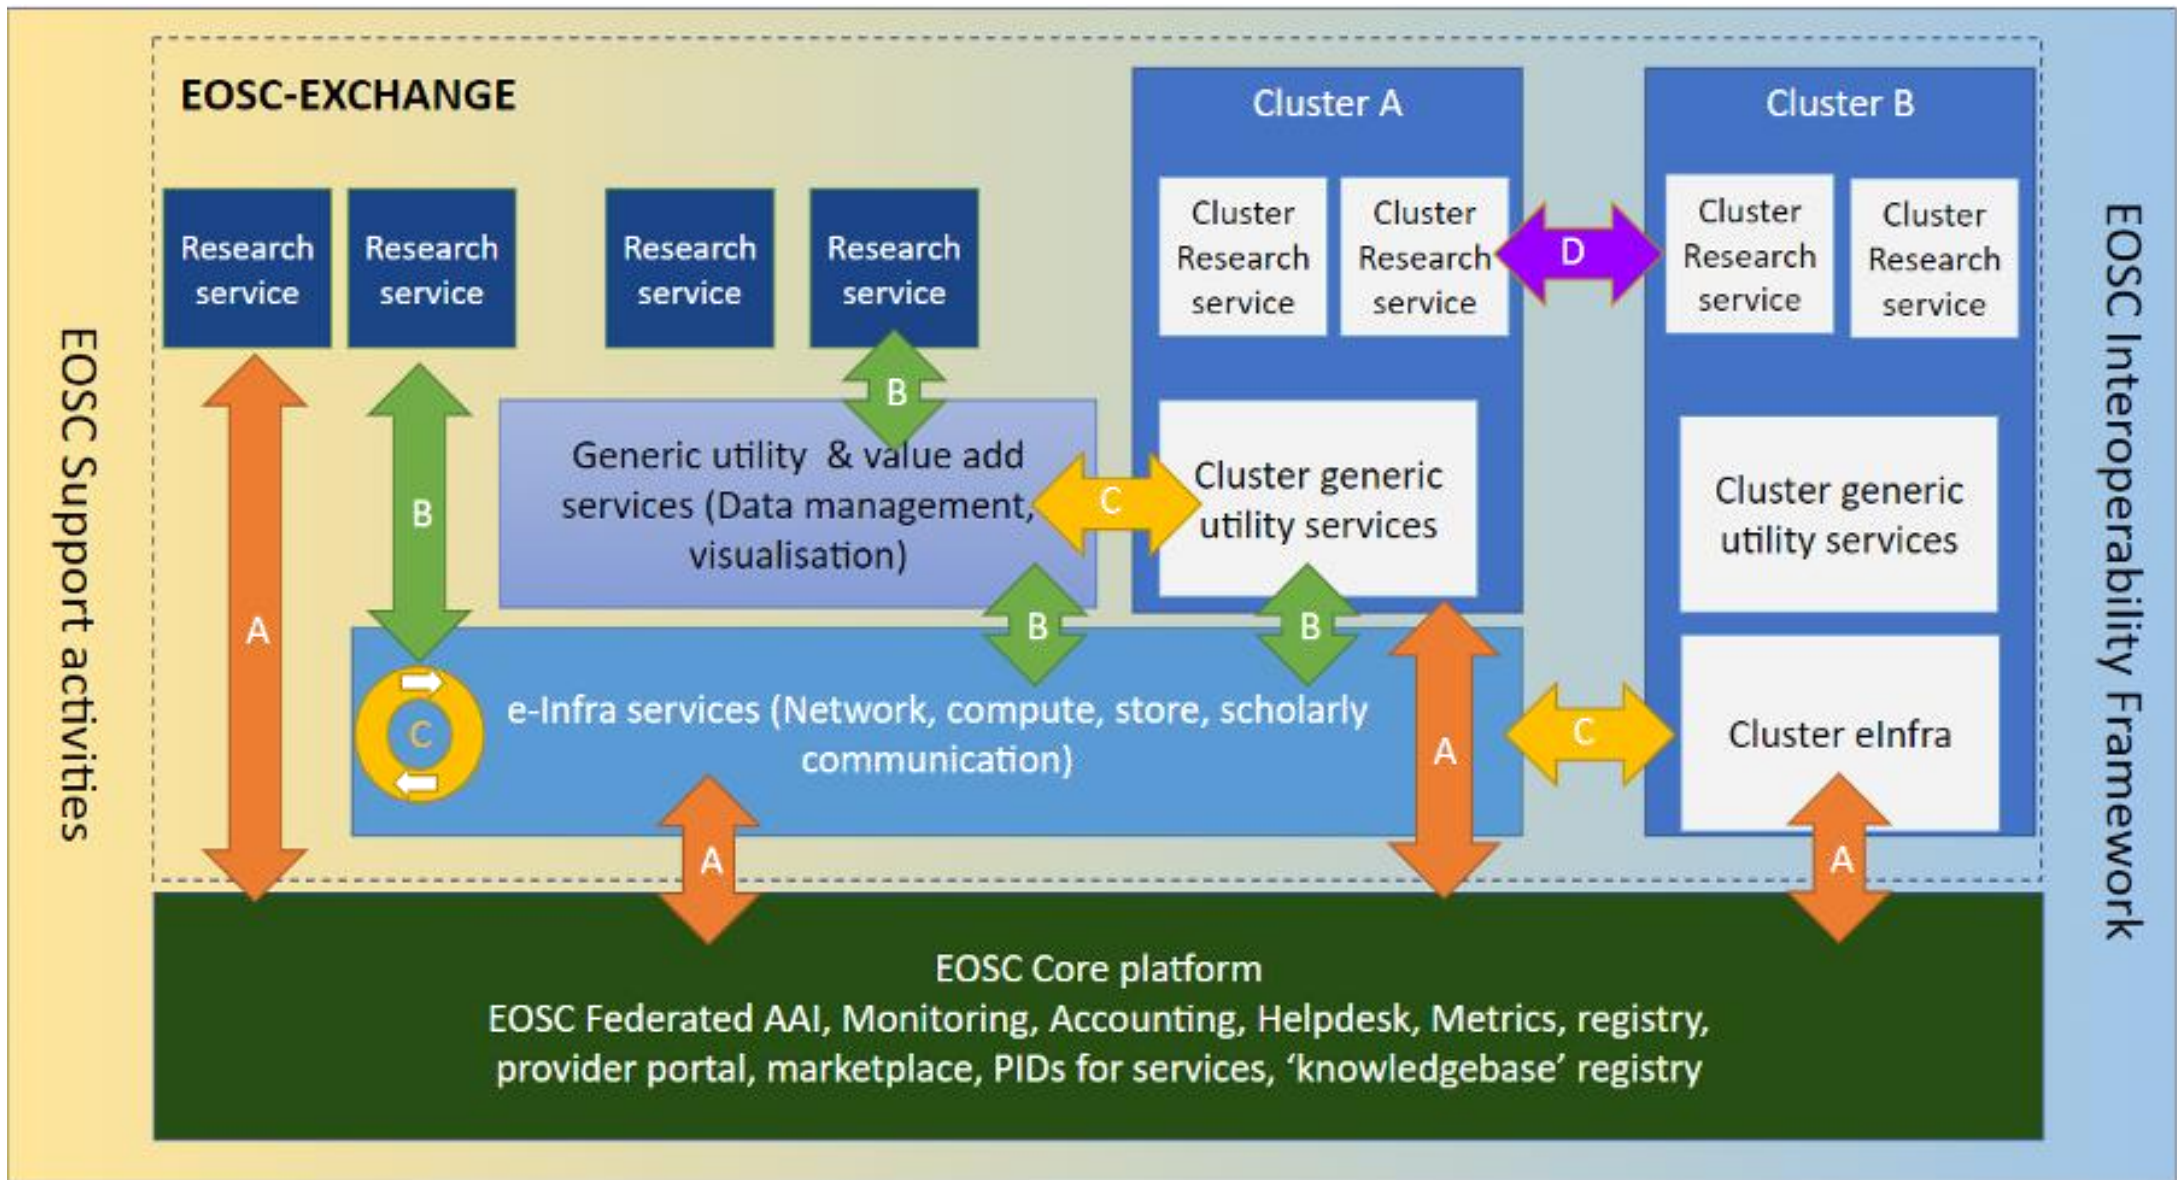 EOSC-EXCHANGE
Cluster A
Cluster B
Research
service
Research
service
Research
service
Research
service
Cluster
Research
service
Cluster
Research
service
D
Cluster
Research
service
Cluster
Research
service
EOSC Support activities
EOSC Interoperability Framework
A
B
B
Generic utility & value add
services (Data management,
visualisation)
C
Cluster generic
utility services
Cluster generic
utility services
B
B
C
e-Infra services (Network, compute, store, scholarly
communication)
A
C
Cluster eInfra
A
A
EOSC Core platform
EOSC Federated AAI, Monitoring, Accounting, Helpdesk, Metrics, registry,
provider portal, marketplace, PIDs for services, ‘knowledgebase’ registry